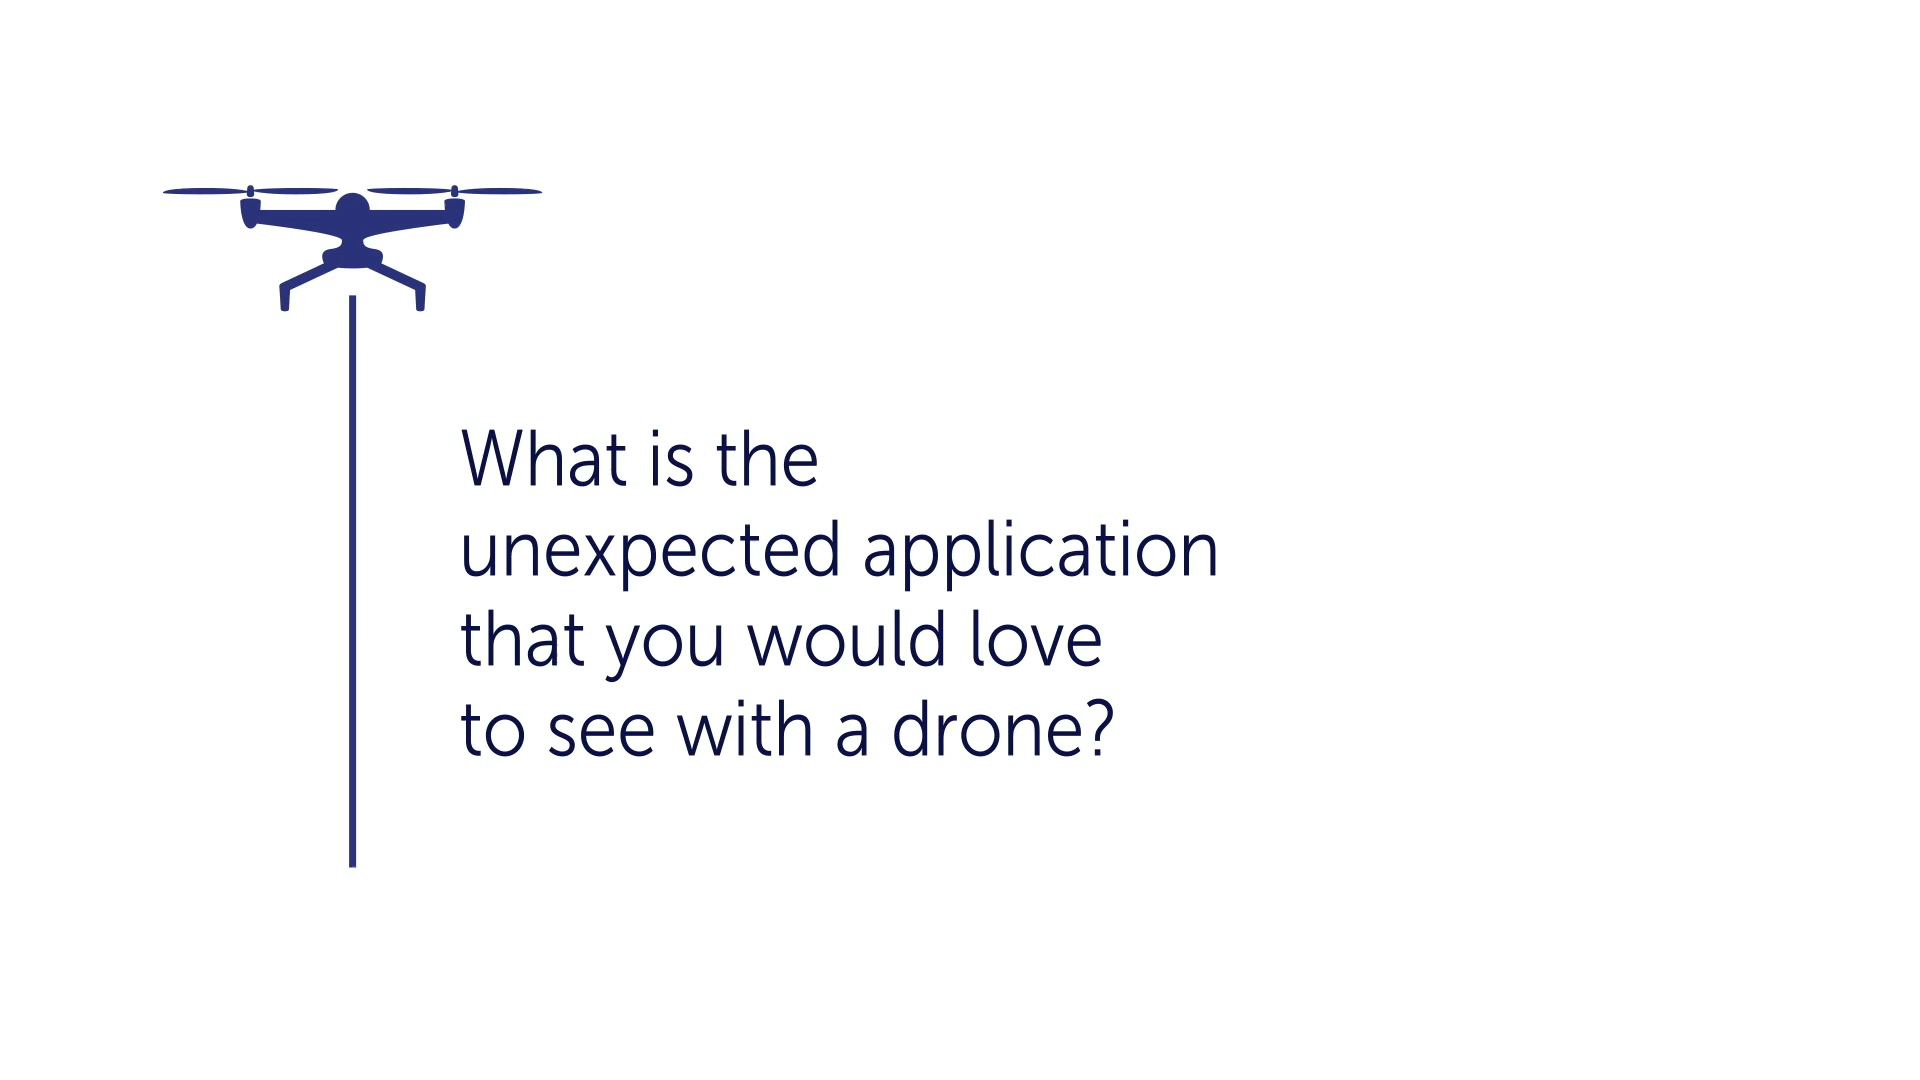 What is the
unexpected application
that you would love
to see with a drone?